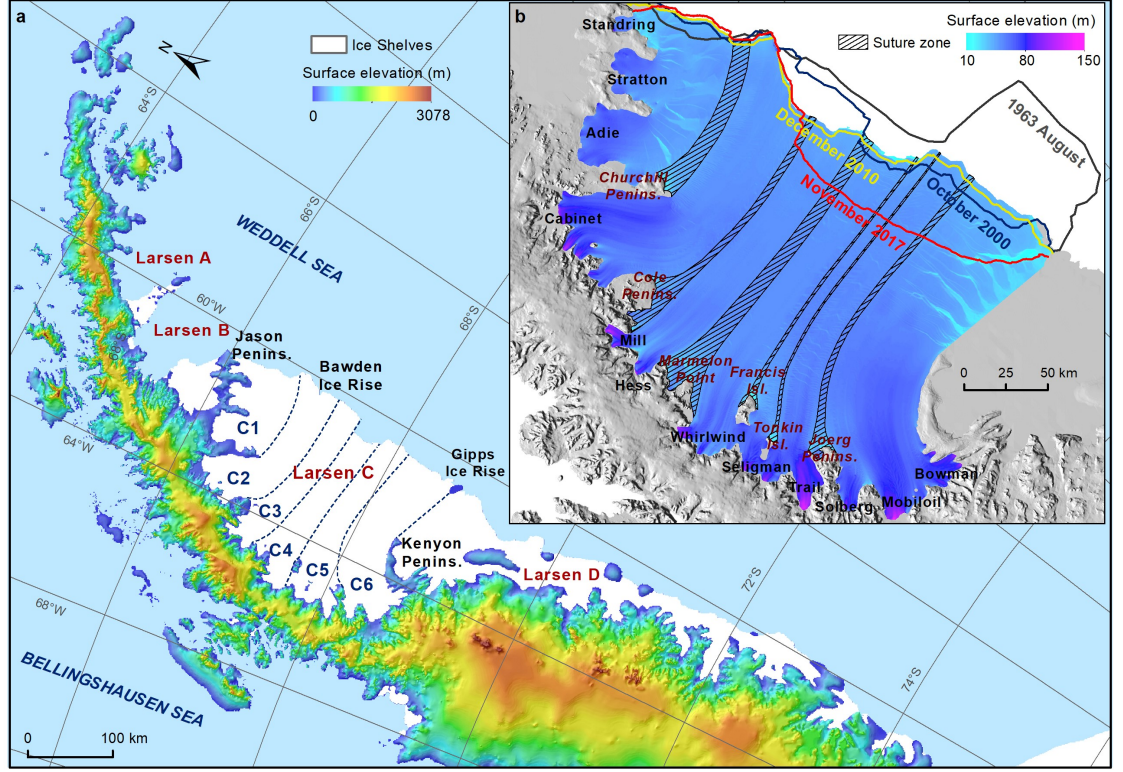 a
N
64°S
66°S
68°S
60°W
64°W
68°W
72°S
74°S
Ice Shelves
Surface elevation (m)
0
3078
WEDDELL SEA
Larsen A
Larsen B
Jason
Penins.
Bawden
Ice Rise
Gipps
Ice Rise
Larsen C
C1
C2
C3
C4
C5
C6
Kenyon
Penins.
Larsen D
BELLINGSHAUSEN SEA
0
100 km
b
Standring
Stratton
Adie
Churchill
Penins.
Cabinet
Cole
Penins.
Mill
Hess
Marmelon
Point
Francis
Isl.
Whirlwind
Tonkin
Isl.
Joerg
Penins.
Seligman
Trail
Solberg
Mobiloil
Bowman
Suture zone
Surface elevation (m)
10
80
150
1963 August
December 2010
October 2000
November 2017
0
25
50 km